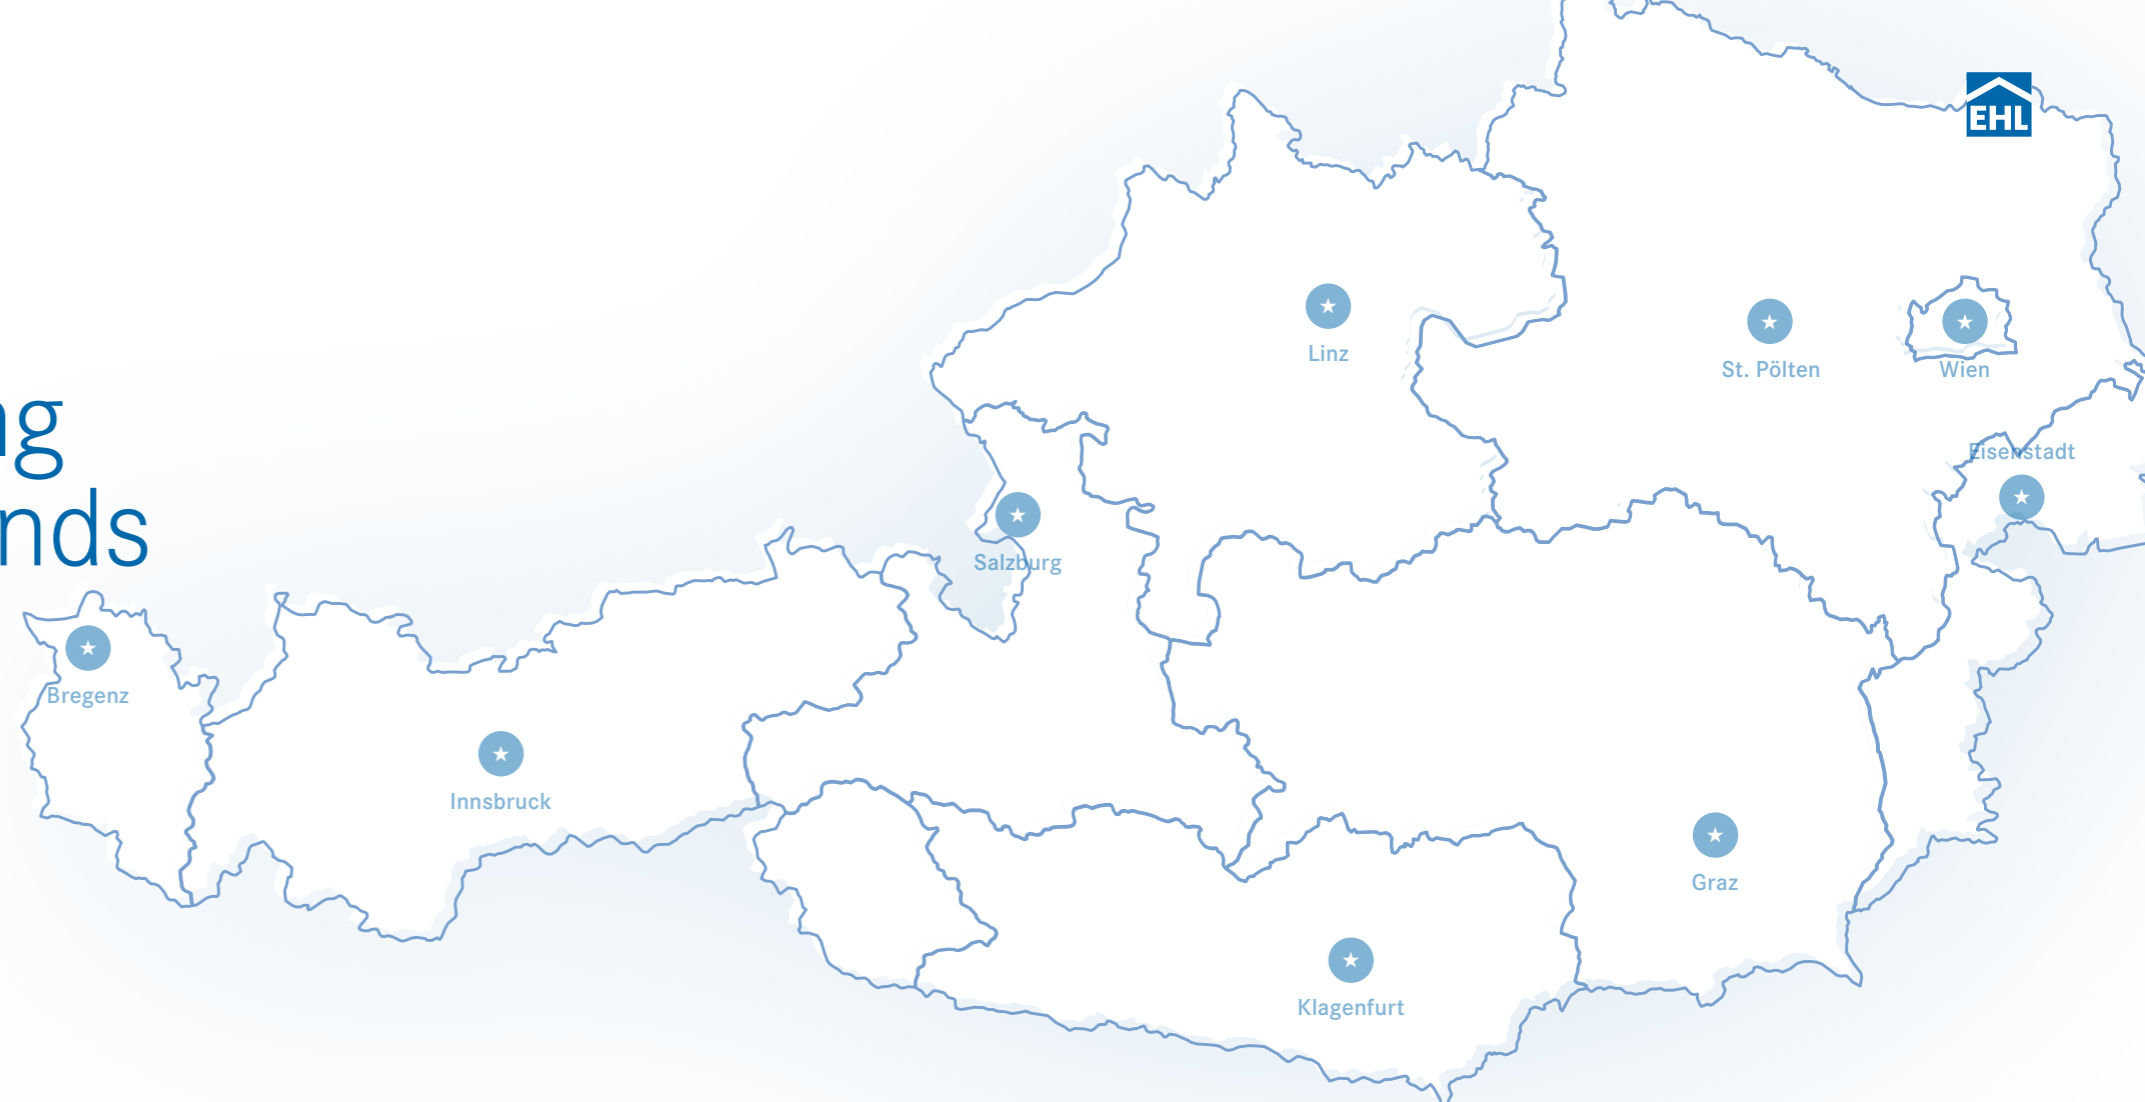 EHL
Linz
St. Pölten
Wien
ng
nds
Eisenstadt
Salzburg
Bregenz
Innsbruck
Graz
Klagenfurt